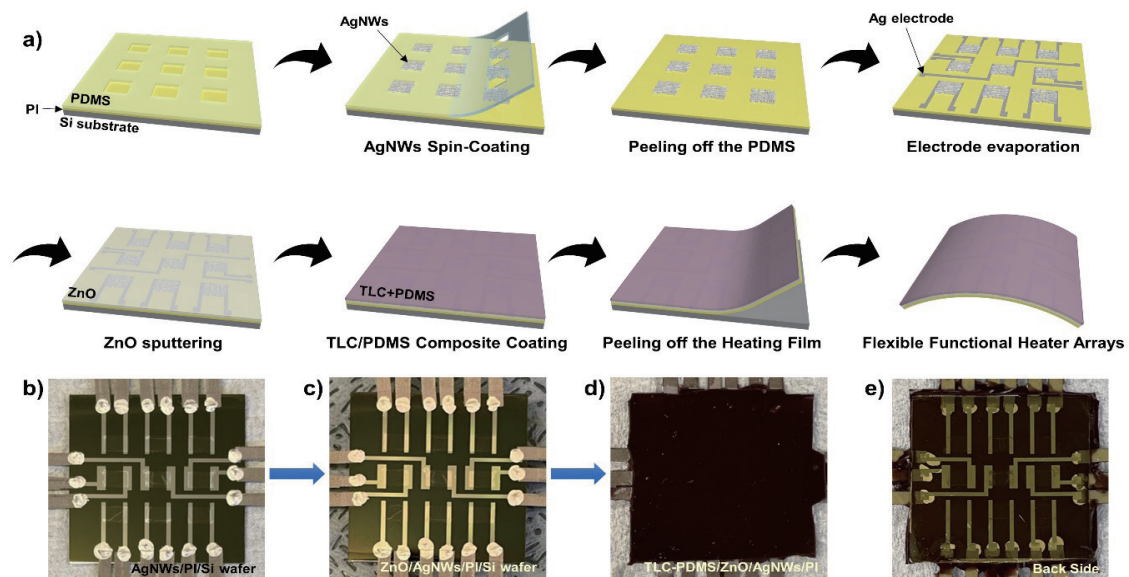 a)
AgNWs
Ag electrode
PDMS
PI
Si substrate
AgNWs Spin-Coating
Peeling off the PDMS
Electrode evaporation
ZnO
TLC+PDMS
ZnO sputtering
TLC/PDMS Composite Coating
Peeling off the Heating Film
Flexible Functional Heater Arrays
b)
AgNWs/PI/Si wafer
c)
ZnO/AgNWs/PI/Si wafer
d)
TLC-PDMS/ZnO/AgNWs/PI
e)
Back Side